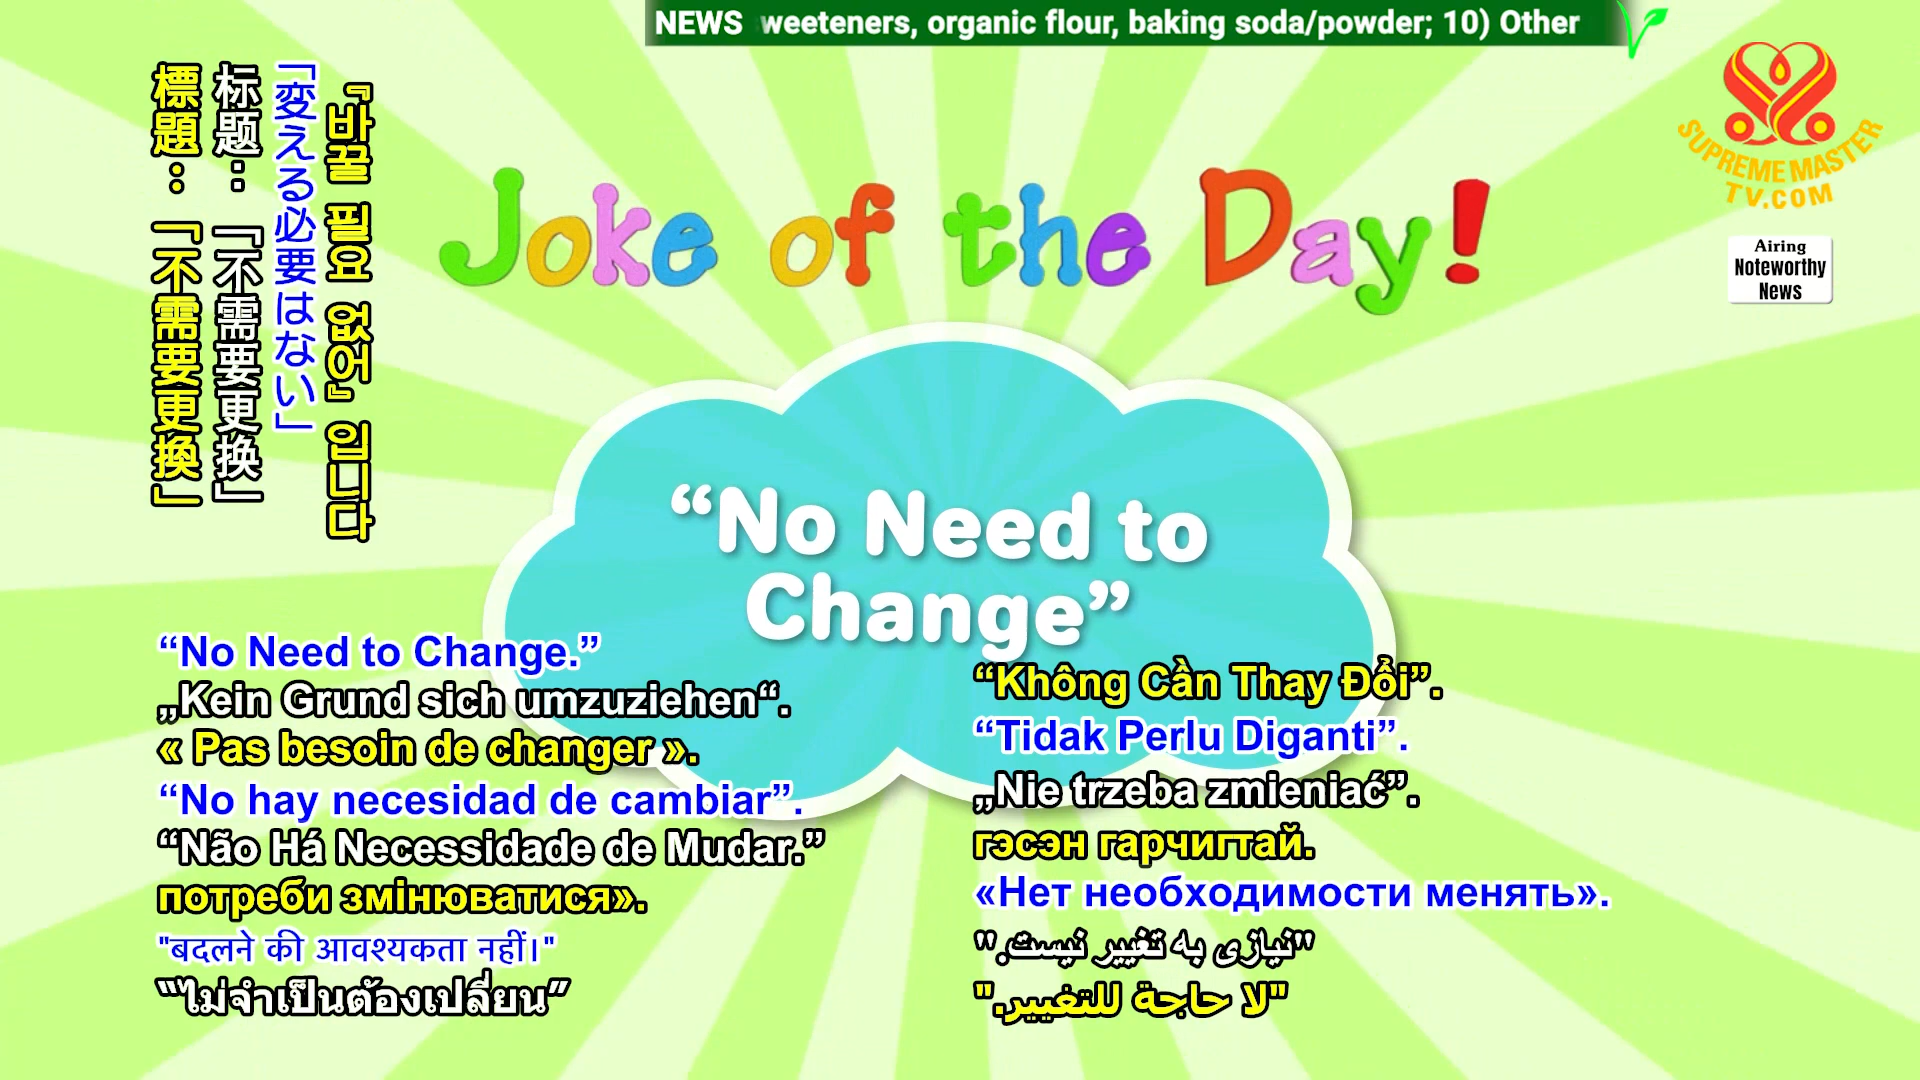 NEWS weeteners, organic flour, baking soda/powder; 10) Other
SUPREME MASTER
TV.COM
Airing
Noteworthy
News
Joke of the Day!
『바꿀 필요 없어』 입니다
「変える必要はない」
标题：「不需要更换」
標題：「不需要更換」
“No Need to
Change”
“No Need to Change.”
„Kein Grund sich umzuziehen“.
« Pas besoin de changer ».
“No hay necesidad de cambiar”.
“Não Há Necessidade de Mudar.”
потреби змінюватися».
"बदलने की आवश्यकता नहीं।"
“ไม่จำเป็นต้องเปลี่ยน”
“Không Cần Thay Đổi”.
“Tidak Perlu Diganti”.
„Nie trzeba zmieniać”.
гэсэн гарчигтай.
«Нет необходимости менять».
"نیازی به تغییر نیست."
"لا حاجة للتغيير."